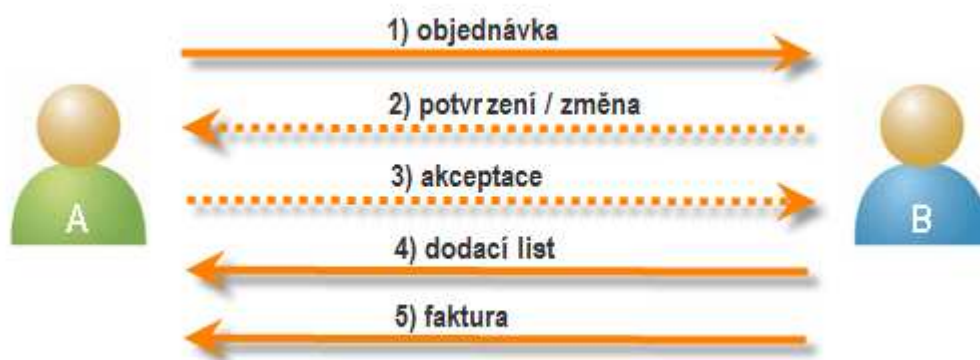 1) objednávka
2) potvrzení / změna
3) akceptace
A
B
4) dodací list
5) faktura